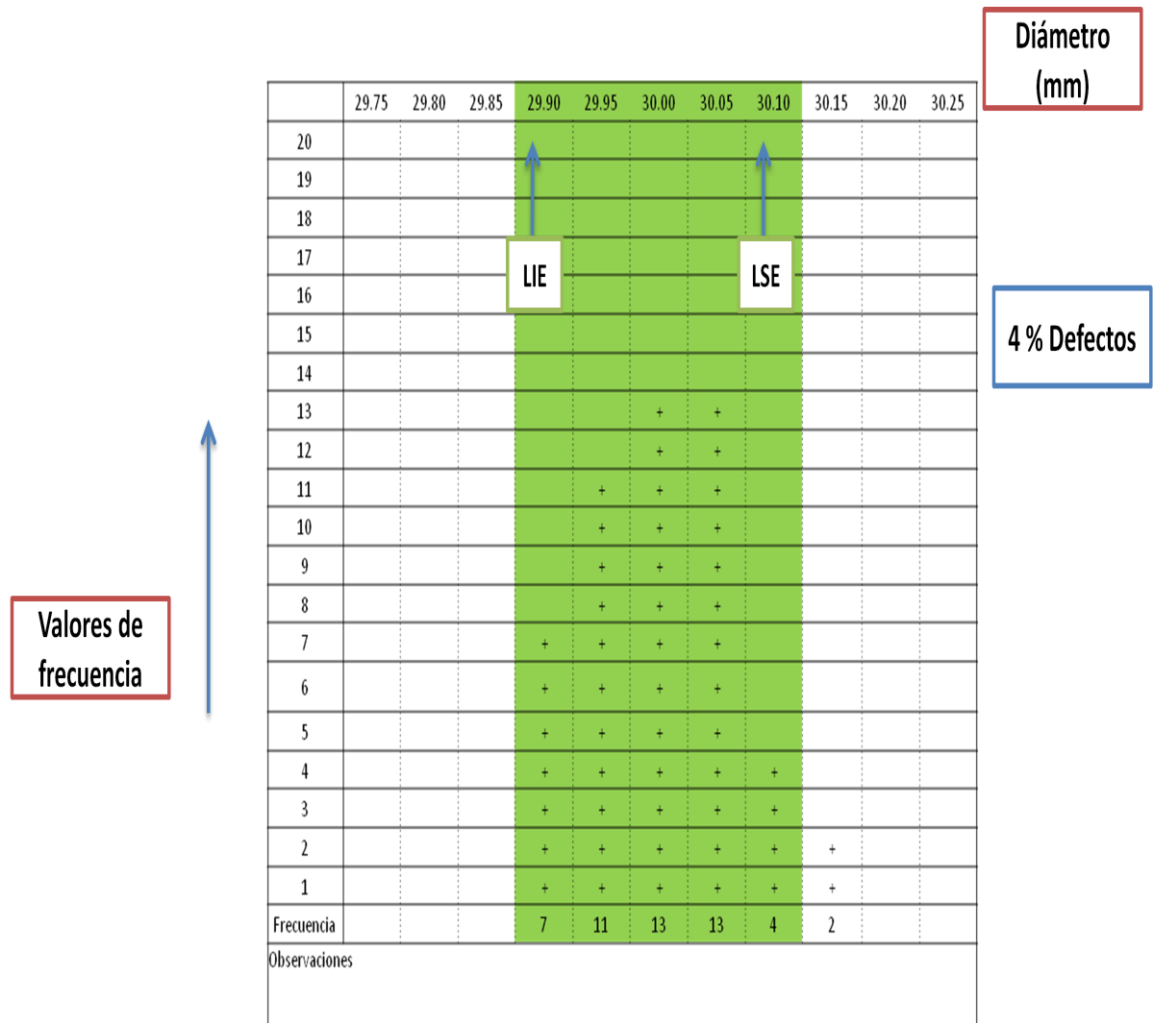 Diámetro
(mm)
29.75 29.80 29.85 29.90 29.95 30.00 30.05 30.10 30.15 30.20 30.25
20
19
18
17
LIE LSE
16
15
4 % Defectos
14
13 + +
12 + +
11 + + +
10 + + +
9 + + +
8 + + +
Valores de
frecuencia
7 + + + +
6 + + + +
5 + + + +
4 + + + + +
3 + + + + +
2 + + + + + +
1 + + + + + +
Frecuencia 7 11 13 13 4 2
Observaciones